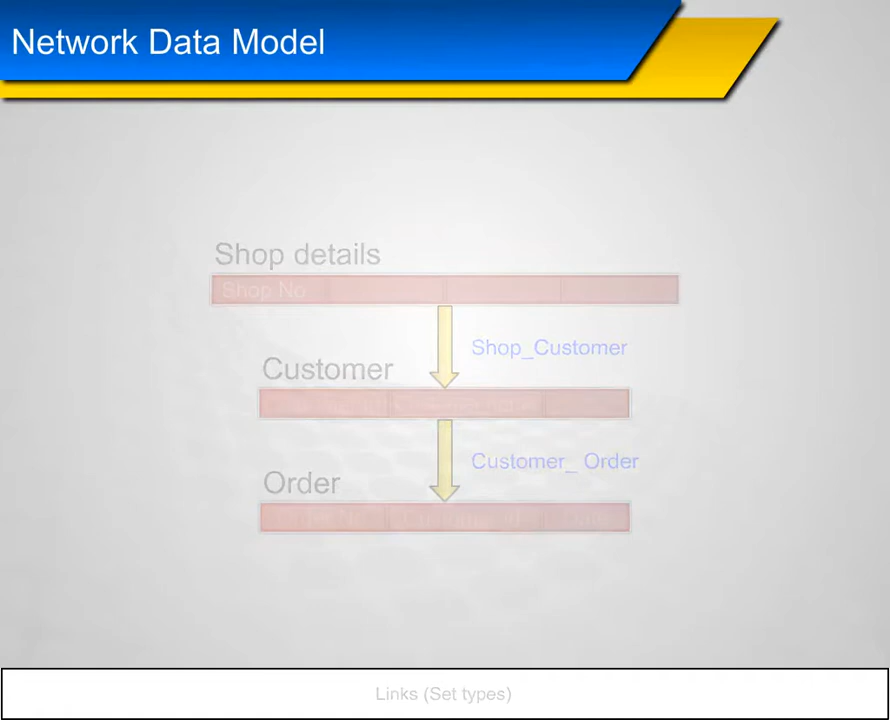 Network Data Model
Shop details
Shop No
Shop_Customer
Customer
Customer_ Order
Order
Links (Set types)